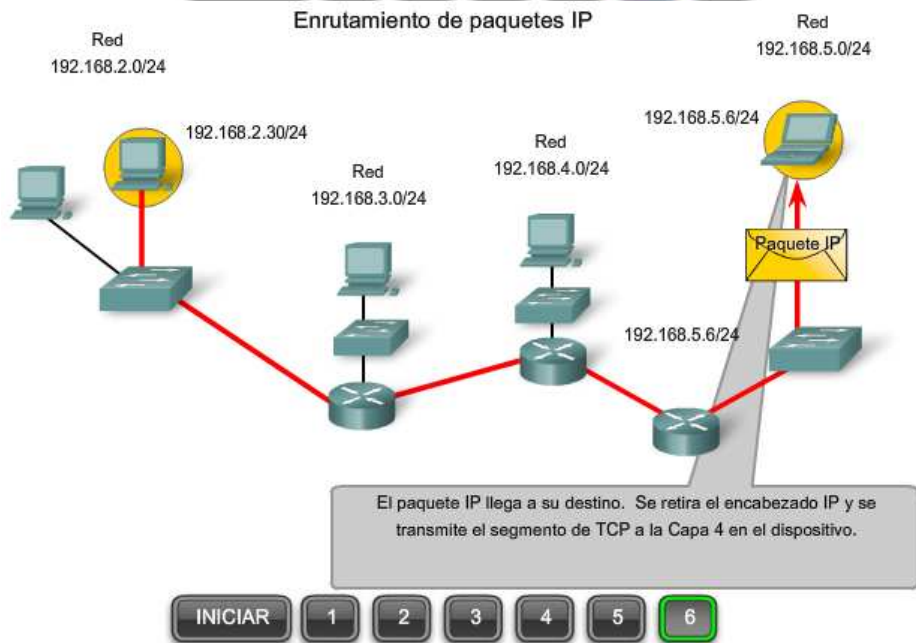 Enrutamiento de paquetes IP
Red
192.168.2.0/24
Red
192.168.5.0/24
192.168.2.30/24
192.168.5.6/24
Red
192.168.3.0/24
Red
192.168.4.0/24
Paquete IP
192.168.5.6/24
El paquete IP llega a su destino. Se retira el encabezado IP y se
transmite el segmento de TCP a la Capa 4 en el dispositivo.
INICIAR
1
2
3
4
5
6